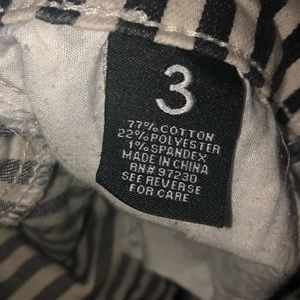 3
77% COTTON
22% POLYESTER
1% SPANDEX
MADE IN CHINA
RN# 97230
SEE REVERSE
FOR CARE